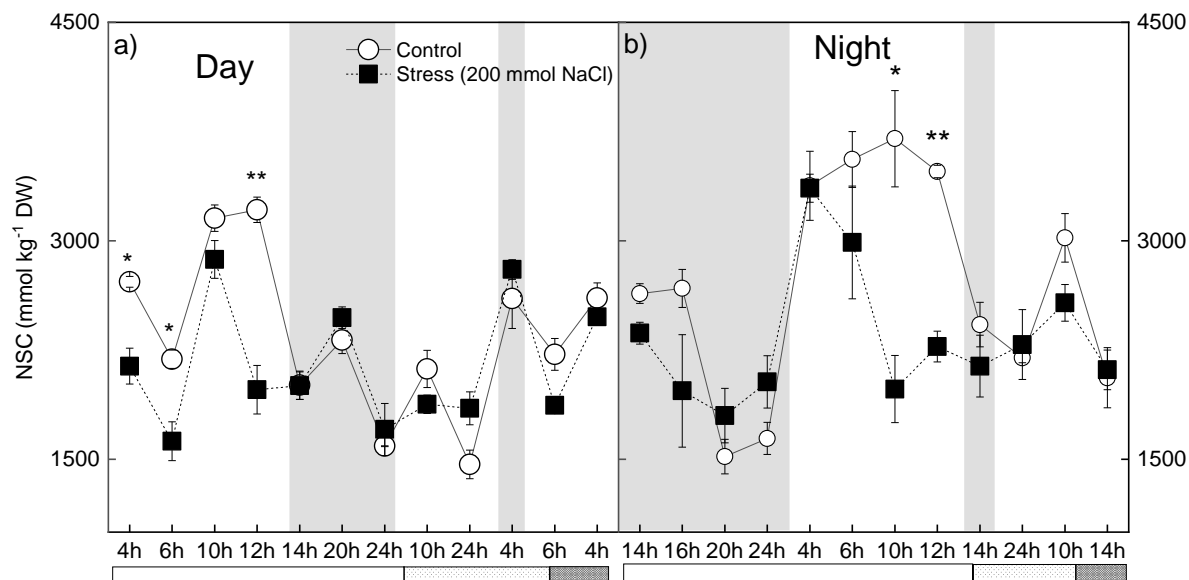 4500
4500
a)
b)
Day
Night
Control
Stress (200 mmol NaCl)
*
**
*
*
**
*
3000
3000
1500
1500
NSC (mmol kg⁻¹ DW)
4h 6h 10h 12h 14h 20h 24h 10h 24h 4h 6h 4h
14h 16h 20h 24h 4h 6h 10h 12h 14h 24h 10h 14h